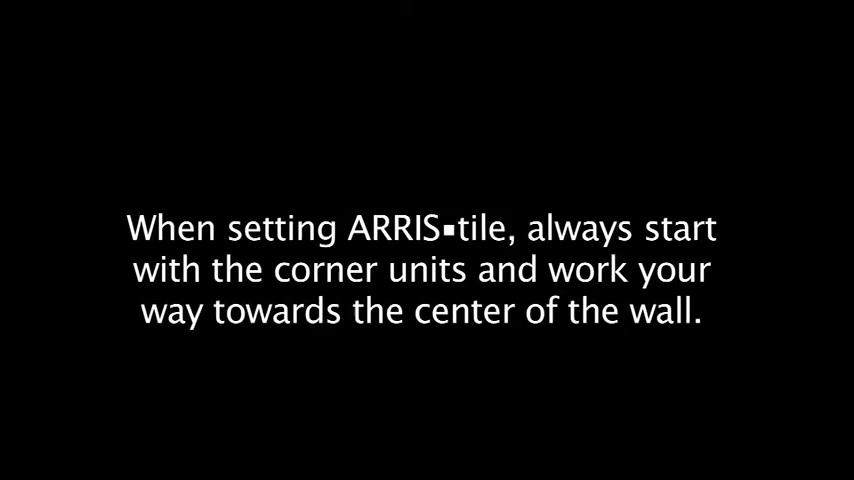 When setting ARRIS▪tile, always start
with the corner units and work your
way towards the center of the wall.